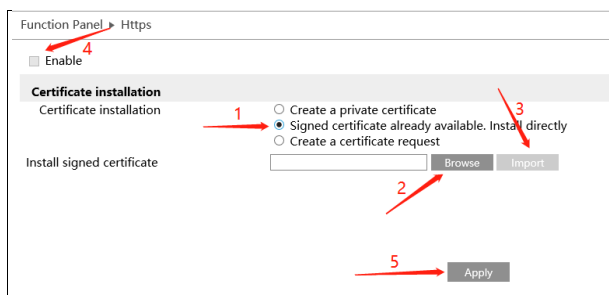 Function Panel ▸ Https
4
Enable
Certificate installation
Certificate installation
1
Create a private certificate
3
Signed certificate already available. Install directly
Create a certificate request
Install signed certificate
Browse
Import
2
5
Apply